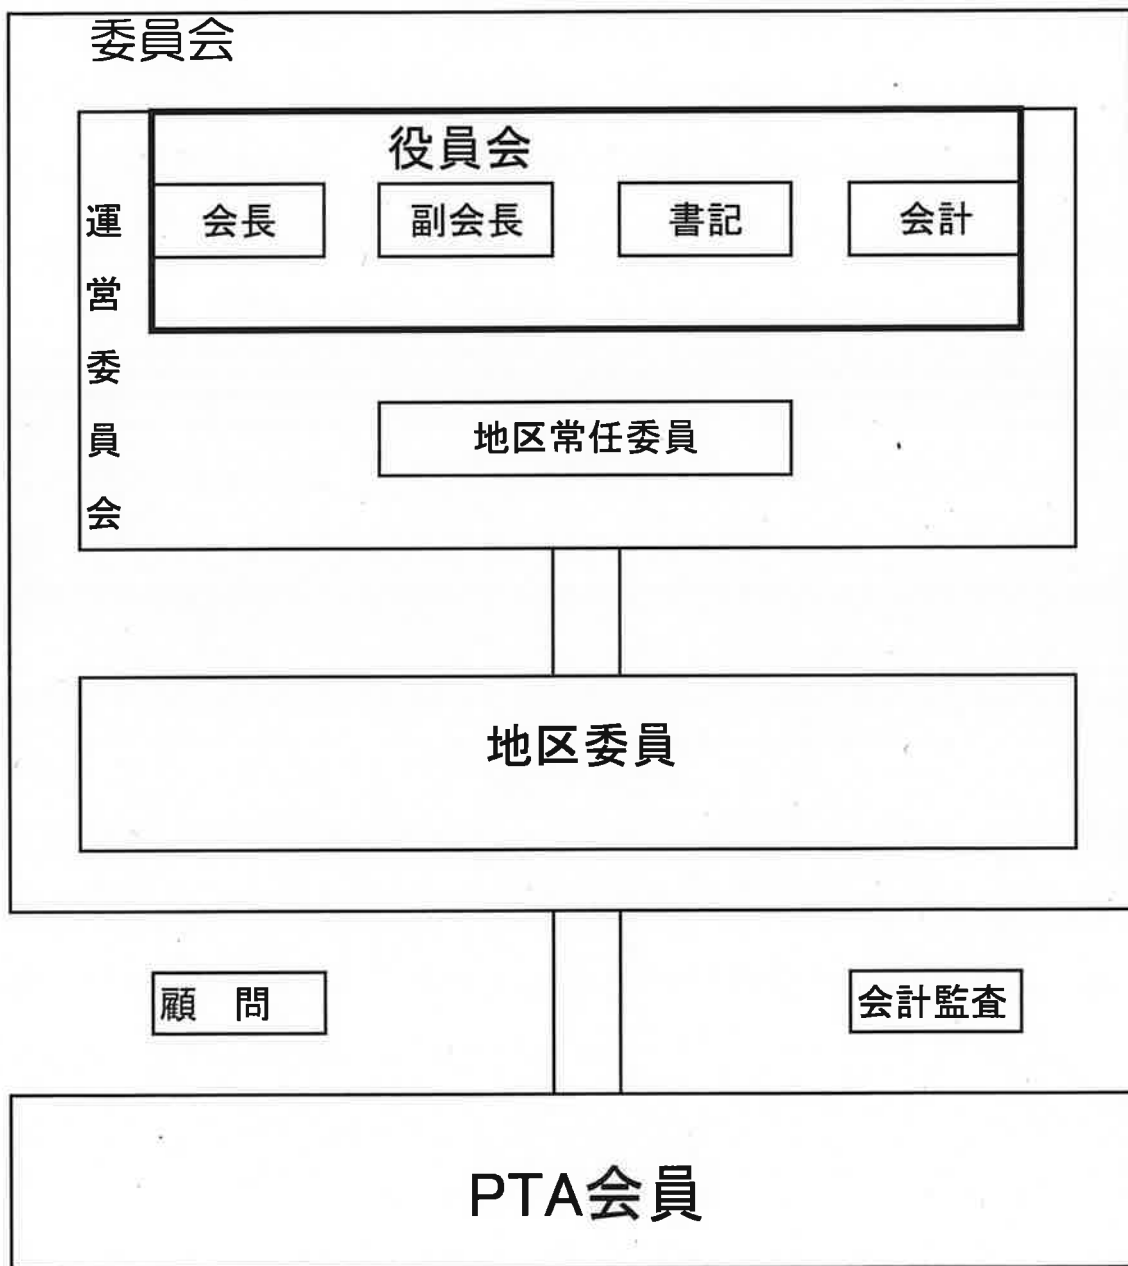 委員会
役員会
運営委員会
会長
副会長
書記
会計
地区常任委員
地区委員
顧　問
会計監査
PTA会員